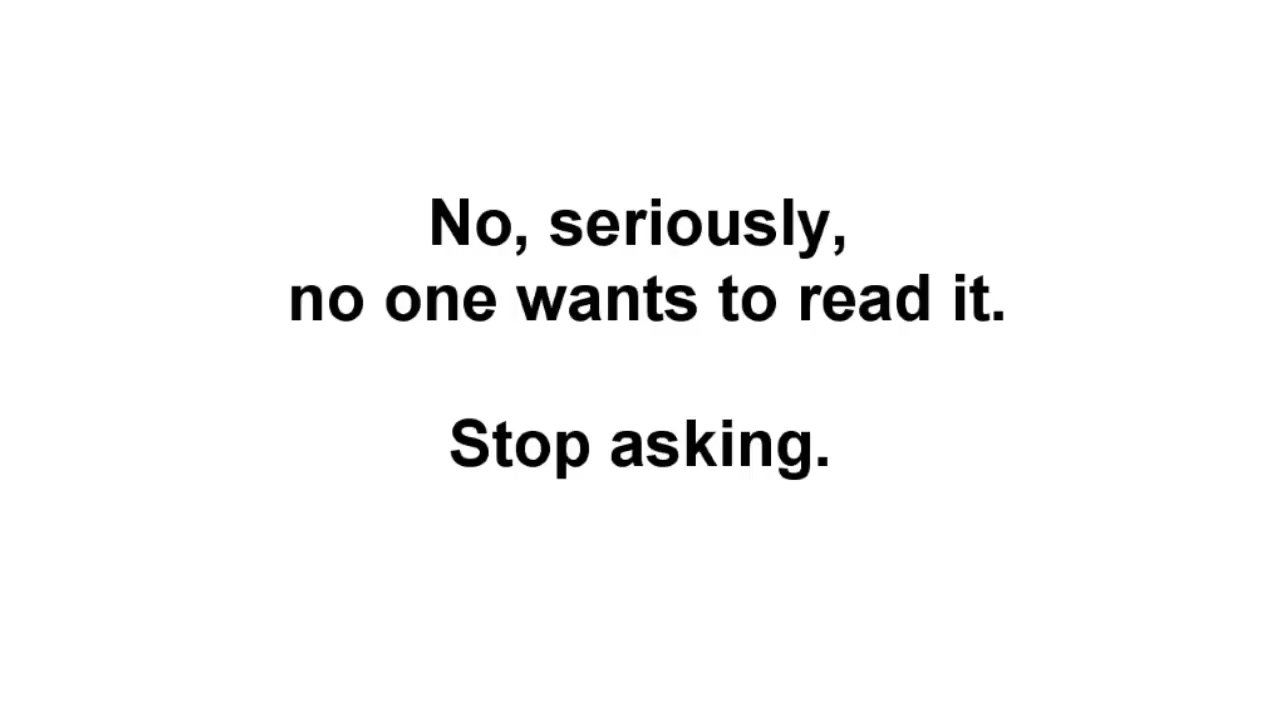 No, seriously,
no one wants to read it.
Stop asking.